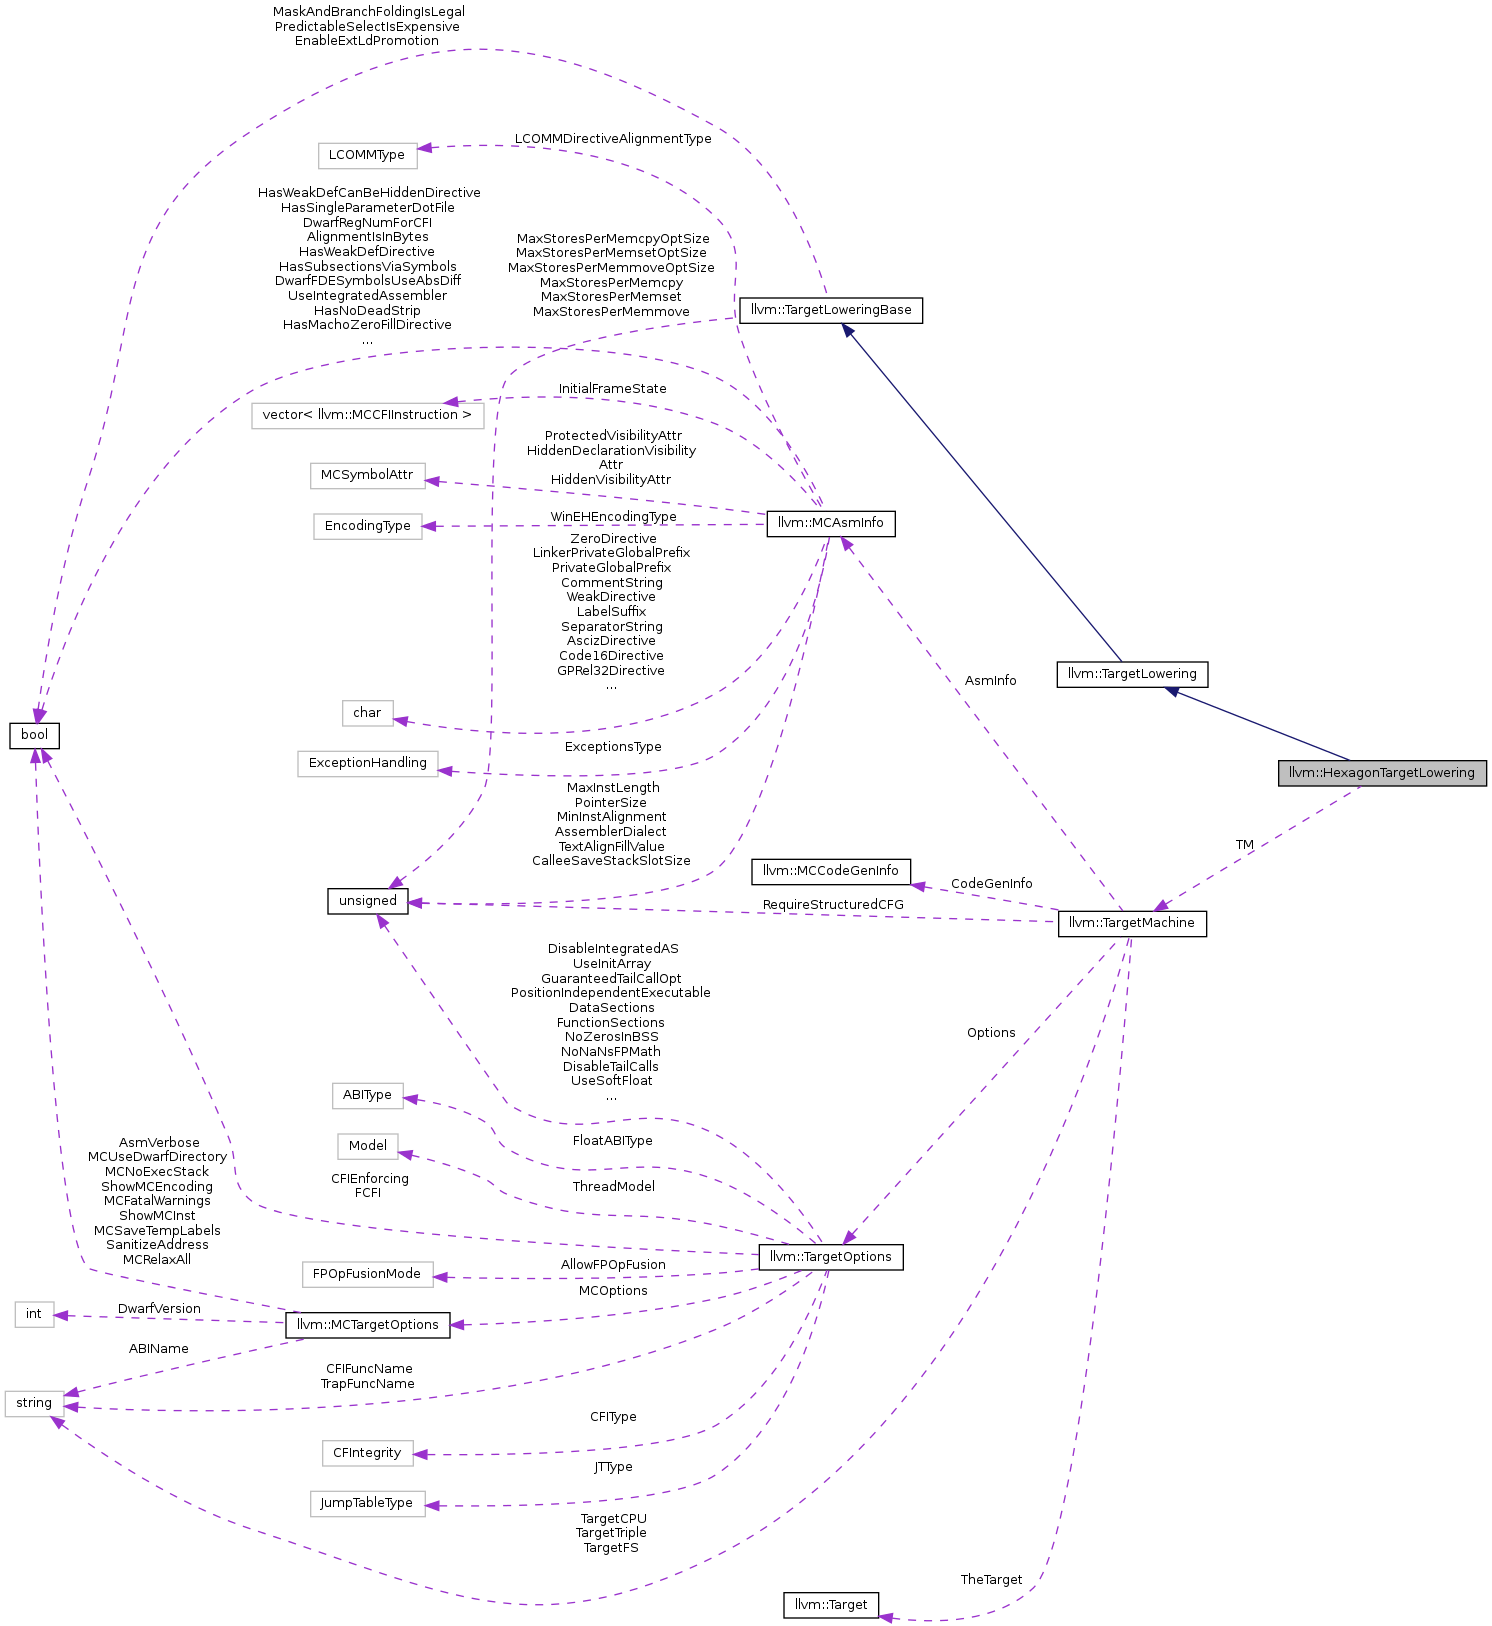 MaskAndBranchFoldingIsLegal
PredictableSelectIsExpensive
EnableExtLdPromotion
LCOMMDirectiveAlignmentType
LCOMMType
HasWeakDefCanBeHiddenDirective
HasSingleParameterDotFile
DwarfRegNumForCFI
AlignmentIsInBytes
HasWeakDefDirective
HasSubsectionsViaSymbols
DwarfFDESymbolsUseAbsDiff
UseIntegratedAssembler
HasNoDeadStrip
HasMachoZeroFillDirective
...
MaxStoresPerMemcpyOptSize
MaxStoresPerMemsetOptSize
MaxStoresPerMemmoveOptSize
MaxStoresPerMemcpy
MaxStoresPerMemset
MaxStoresPerMemmove
llvm::TargetLoweringBase
InitialFrameState
vector< llvm::MCCFIInstruction >
ProtectedVisibilityAttr
HiddenDeclarationVisibility
Attr
HiddenVisibilityAttr
MCSymbolAttr
WinEHEncodingType
EncodingType
llvm::MCAsmInfo
ZeroDirective
LinkerPrivateGlobalPrefix
PrivateGlobalPrefix
CommentString
WeakDirective
LabelSuffix
SeparatorString
AscizDirective
Code16Directive
GPRel32Directive
...
llvm::TargetLowering
AsmInfo
char
bool
ExceptionsType
ExceptionHandling
llvm::HexagonTargetLowering
MaxInstLength
PointerSize
MinInstAlignment
AssemblerDialect
TextAlignFillValue
CalleeSaveStackSlotSize
TM
llvm::MCCodeGenInfo
CodeGenInfo
unsigned
RequireStructuredCFG
llvm::TargetMachine
DisableIntegratedAS
UseInitArray
GuaranteedTailCallOpt
PositionIndependentExecutable
DataSections
FunctionSections
NoZerosInBSS
NoNaNsFPMath
DisableTailCalls
UseSoftFloat
...
Options
ABIType
FloatABIType
Model
ThreadModel
CFIEnforcing
FCFI
AsmVerbose
MCUseDwarfDirectory
MCNoExecStack
ShowMCEncoding
MCFatalWarnings
ShowMCInst
MCSaveTempLabels
SanitizeAddress
MCRelaxAll
llvm::TargetOptions
AllowFPOpFusion
FPOpFusionMode
MCOptions
int
DwarfVersion
llvm::MCTargetOptions
ABIName
CFIFuncName
TrapFuncName
string
CFIType
CFIntegrity
JTType
JumpTableType
TargetCPU
TargetTriple
TargetFS
TheTarget
llvm::Target